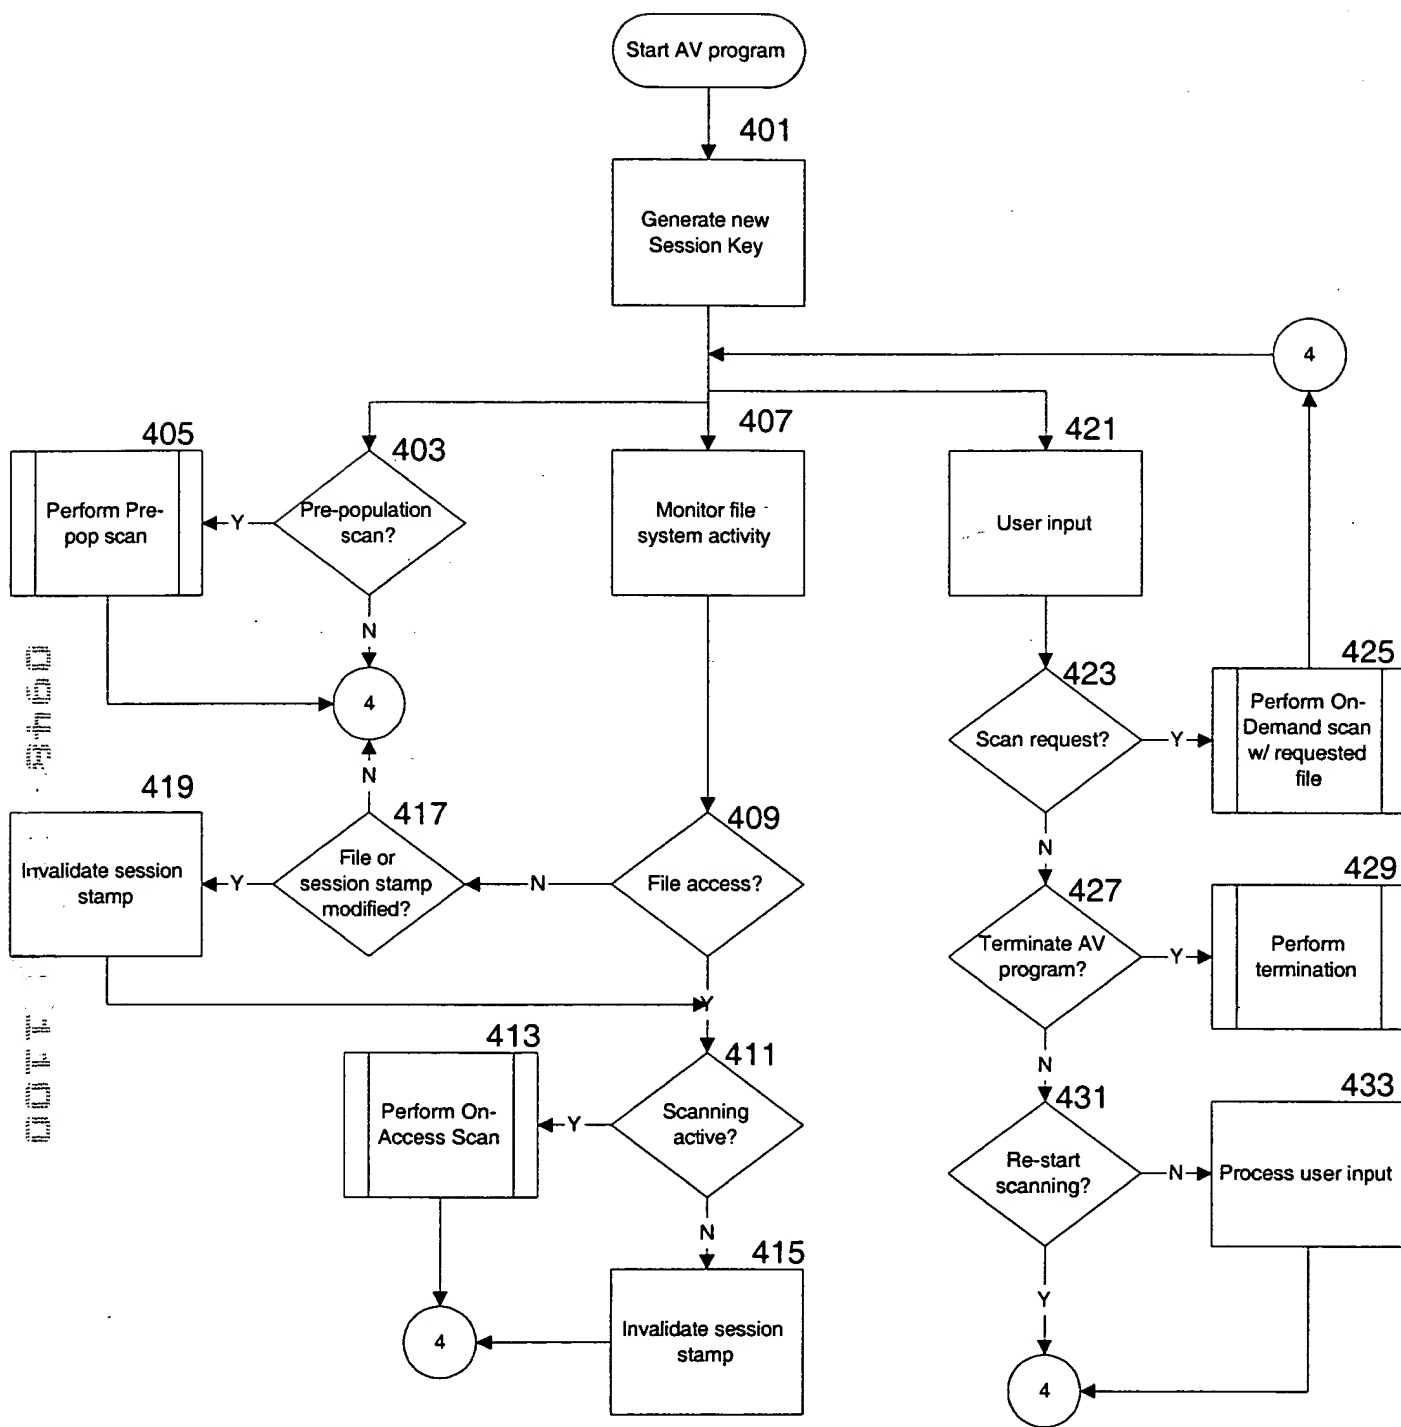 Start AV program
401
Generate new
Session Key
4
405
403
407
421
Perform Pre-
pop scan
Y
Pre-population
scan?
Monitor file
system activity
User input
N
4
423
425
Scan request?
Y
Perform On-
Demand scan
w/ requested
file
N
419
417
409
N
Invalidate session
stamp
Y
File or
session stamp
modified?
N
File access?
427
429
Terminate AV
program?
Y
Perform
termination
Y
413
411
N
431
433
Perform On-
Access Scan
Y
Scanning
active?
Re-start
scanning?
N
Process user input
N
415
Y
4
Invalidate session
stamp
4